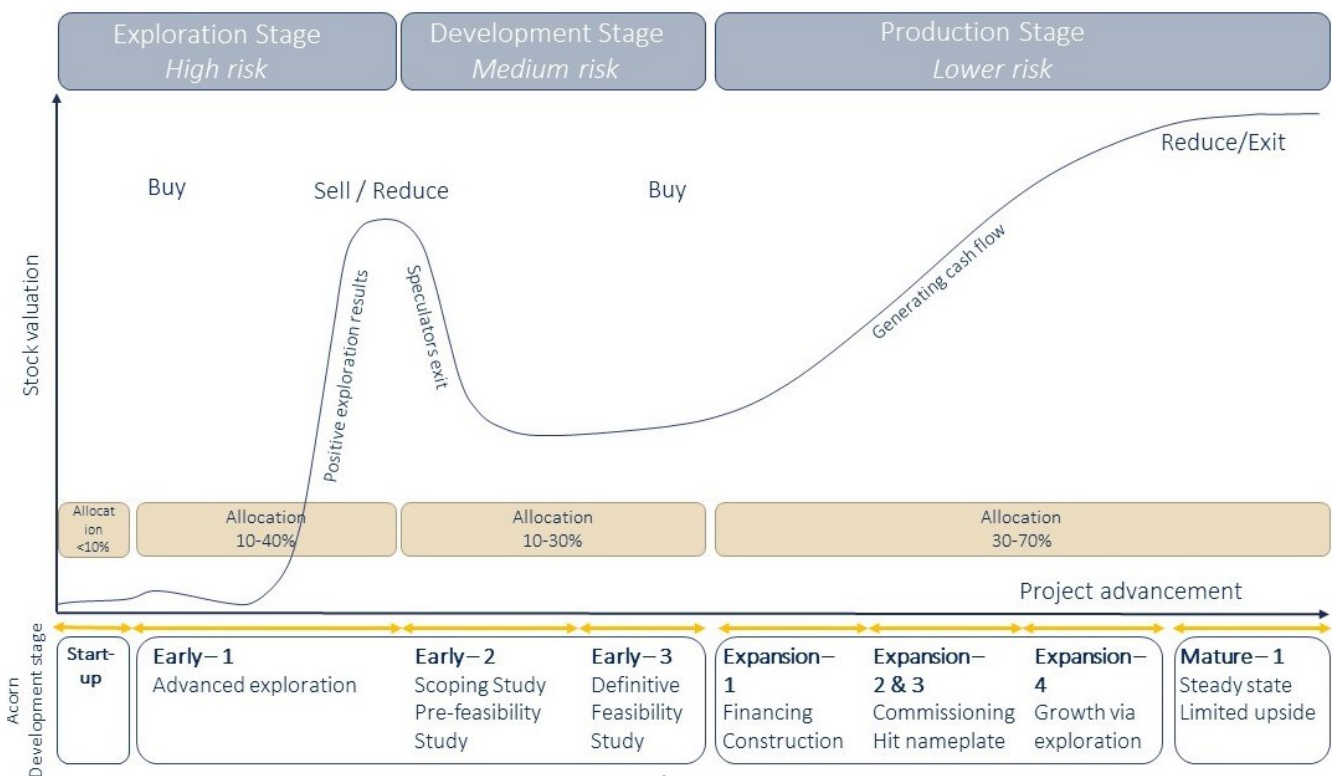 Exploration Stage
High risk
Development Stage
Medium risk
Production Stage
Lower risk
Stock valuation
Buy
Sell / Reduce
Buy
Reduce/Exit
Positive exploration results
Speculators exit
Generating cash flow
Allocat
ion
<10%
Allocation
10-40%
Allocation
10-30%
Allocation
30-70%
Project advancement
Acorn
Development stage
Start-
up
Early–1
Advanced exploration
Early–2
Scoping Study
Pre-feasibility
Study
Early–3
Definitive
Feasibility
Study
Expansion–
1
Financing
Construction
Expansion–
2 & 3
Commissioning
Hit nameplate
Expansion–
4
Growth via
exploration
Mature–1
Steady state
Limited upside